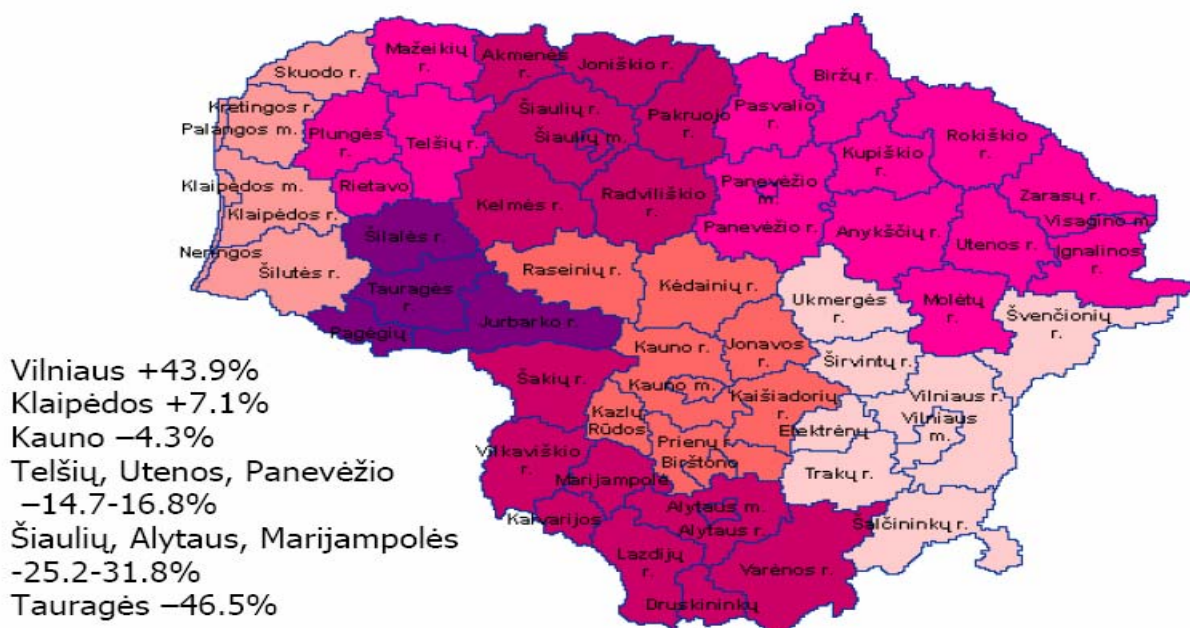 Skuodo r.
Mažeikių
r.
Akmenės
r.
Joniškio r.
Biržų r.
Kretingos r.
Palangos m.
Plungės
r.
Telšių r.
Šiaulių r.
Šiaulių m.
Pakruojo
r.
Pasvalio
r.
Kupiškio
r.
Rokiškio
r.
Klaipėdos m.
Rietavo
Kelmės r.
Radviliškio
r.
Panevėžio
m.
Zarasų r.
Klaipėdos r.
Visagino m.
Šilalės r.
Panevėžio r.
Anykščių r.
Utenos r.
Ignalinos
r.
Neringos
Šilutės r.
Raseinių r.
Kėdainių r.
Tauragės
r
Ukmergės
r.
Molėtų
r.
Švenčionių
r.
Pagėgių
Jurbarko r.
Kauno r.
Jonavos
r.
Širvintų r.
Šakių r.
Kauno m.
Kaišiadorių
r.
Vilniaus r.
Kazlų
Rūdos
Elektrėnų
Vilniaus
m.
Vilkaviškio
r.
Prienų r
Birštono
Marijampolė
Trakų r.
Kalvarijos
Alytaus m.
Alytaus r.
Šalčininkų r.
Lazdijų
r.
Varėnos r.
Druskininkų
Vilniaus +43.9%
Klaipėdos +7.1%
Kauno –4.3%
Telšių, Utenos, Panevėžio
–14.7-16.8%
Šiaulių, Alytaus, Marijampolės
-25.2-31.8%
Tauragės –46.5%